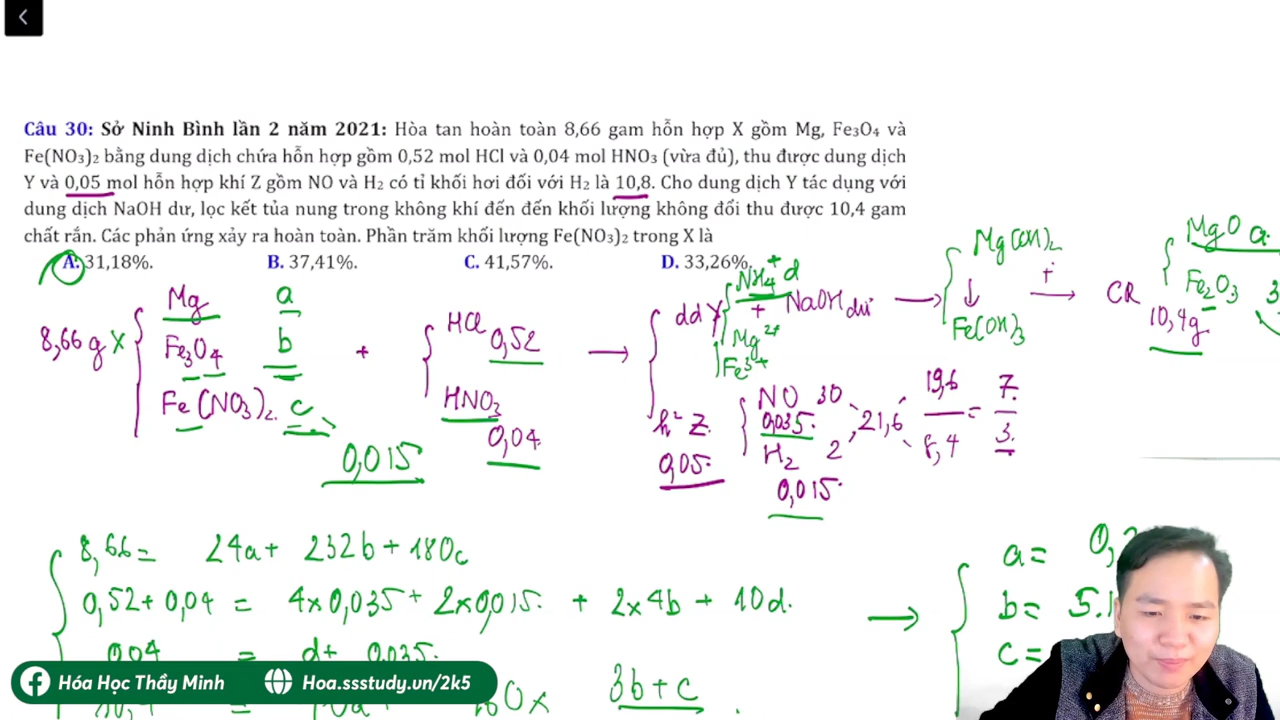 Câu 30: Sở Ninh Bình lần 2 năm 2021: Hòa tan hoàn toàn 8,66 gam hỗn hợp X gồm Mg, Fe₃O₄ và
Fe(NO₃)₂ bằng dung dịch chứa hỗn hợp gồm 0,52 mol HCl và 0,04 mol HNO₃ (vừa đủ), thu được dung dịch
Y và 0,05 mol hỗn hợp khí Z gồm NO và H₂ có tỉ khối hơi đối với H₂ là 10,8. Cho dung dịch Y tác dụng với
dung dịch NaOH dư, lọc kết tủa nung trong không khí đến đến khối lượng không đổi thu được 10,4 gam
chất rắn. Các phản ứng xảy ra hoàn toàn. Phần trăm khối lượng Fe(NO₃)₂ trong X là
A. 31,18%. B. 37,41%. C. 41,57%. D. 33,26%.
8,66 g X
Mg a
Fe₃O₄ b
Fe(NO₃)₂ c
0,015
+
HCl 0,52
HNO₃
0,04
dd Y
NH₄⁺ d
Mg²⁺
Fe³⁺
+ NaOH dư
Mg(OH)₂
Fe(OH)₃
t°
CR
10,4g
MgO a
Fe₂O₃
h² Z
0,05
NO 30
0,035
H₂ 2
0,015
21,6
19,6
8,4
=
7
3
8,66 = 24a + 232b + 180c
0,52 + 0,04 = 4x0,035 + 2x0,015 + 2x4b + 10d
0,04 = d + 0,035
3b + c
a =
b =
c =
Hóa Học Thầy Minh
Hoa.ssstudy.vn/2k5